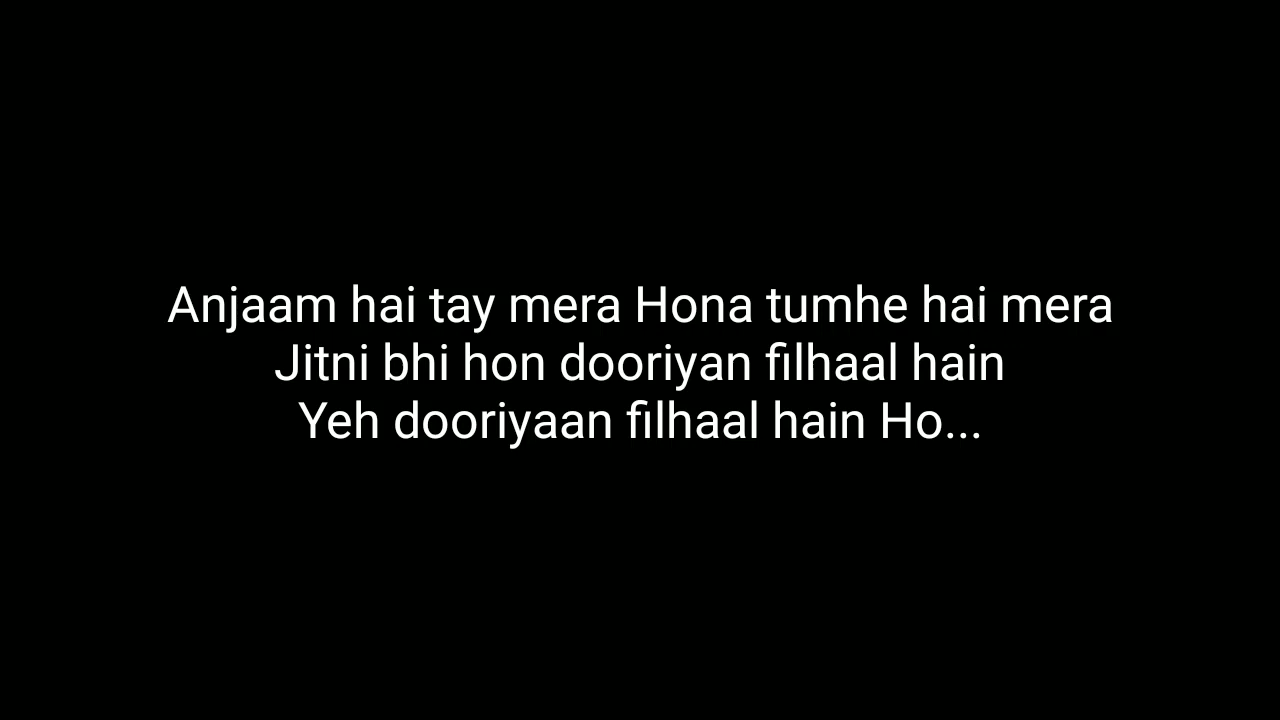 Anjaam hai tay mera Hona tumhe hai mera
Jitni bhi hon dooriyan filhaal hain
Yeh dooriyaan filhaal hain Ho...